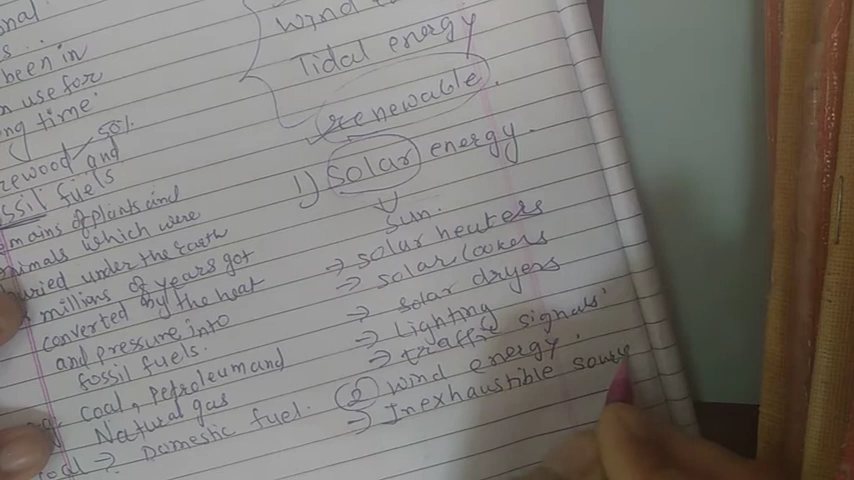 onal
been in
use for
ng time.
rewood 50%
and
ssil fuels
mains of plants and
animals which were
buried under the Earth
millions of years got
converted by the heat
and pressure into
fossil fuels.
Coal, petroleum and
Natural gas
coal → Domestic fuel.
wind
Tidal energy
renewable.
1) Solar energy.
Sun.
→ solar heaters
→ solar cookers
→ solar dryers
→ Lighting
→ traffic signals
② Wind energy.
→ Inexhaustible source